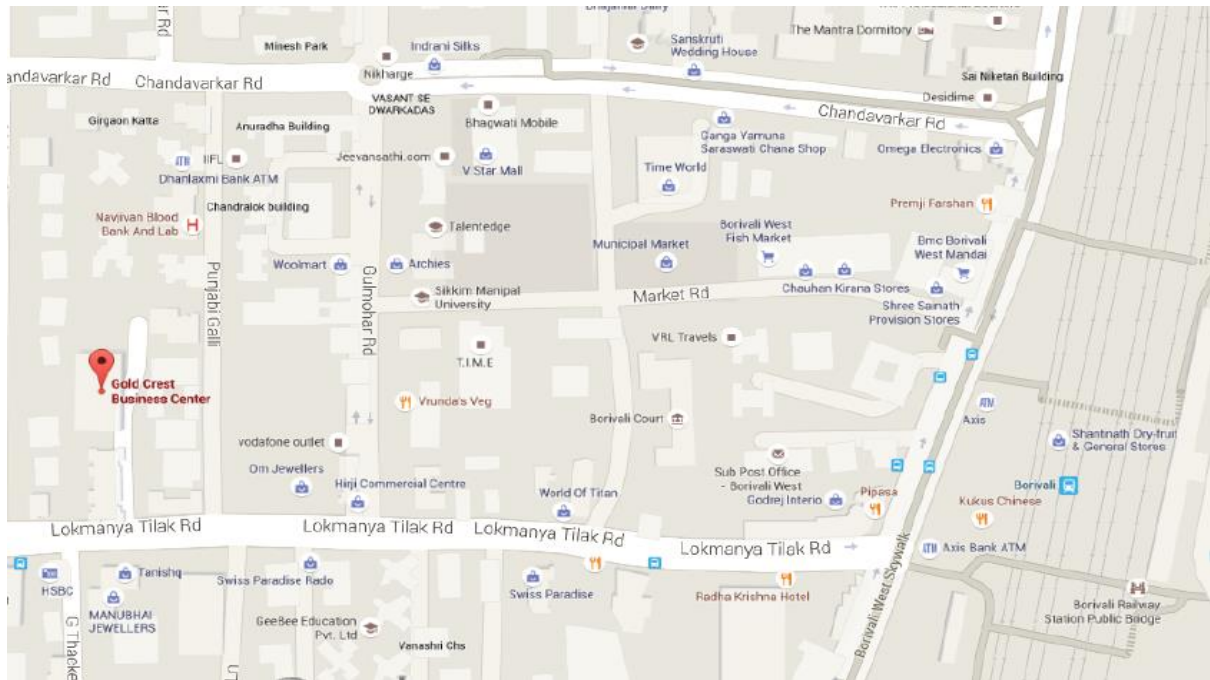 ar Rd
Minesh Park
Indrani Silks
Nikharge
VASANT SE
DWARKADAS
Sanskruti
Wedding House
The Mantra Dormitory
Sai Niketan Building
Desidime
andavarkar Rd
Chandavarkar Rd
Chandavarkar Rd
Girgaon Katta
Anuradha Building
IIFL
ATM
Dhanlaxmi Bank ATM
Bhagwati Mobile
Jeevansathi.com
V Star Mall
Ganga Yamuna
Saraswati Chana Shop
Omega Electronics
Time World
Chandralok building
Navjivan Blood
Bank And Lab
H
Talentedge
Premji Farshan
Borivali West
Fish Market
Municipal Market
Bmc Borivali
West Mandai
Woolmart
Archies
Sikkim Manipal
University
Market Rd
Chauhan Kirana Stores
Shree Sainath
Provision Stores
Punjabi Galli
Gulmohar Rd
VRL Travels
T.I.M.E
Gold Crest
Business Center
Vrunda's Veg
Borivali Court
ATM
Axis
vodafone outlet
Shantinath Dry-fruit
& General Stores
Om Jewellers
Hirji Commercial Centre
World Of Titan
Sub Post Office
- Borivali West
Godrej Interio
Pipasa
Borivali
Kukus Chinese
Lokmanya Tilak Rd
Lokmanya Tilak Rd
Lokmanya Tilak Rd
Lokmanya Tilak Rd
ATM
Axis Bank ATM
HSBC
Tanishq
MANUBHAI
JEWELLERS
Swiss Paradise Rado
Swiss Paradise
Radha Krishna Hotel
GeeBee Education
Pvt. Ltd
Vanashri Chs
G Thacke
Borivali West Skywalk
Borivali Railway
Station Public Bridge